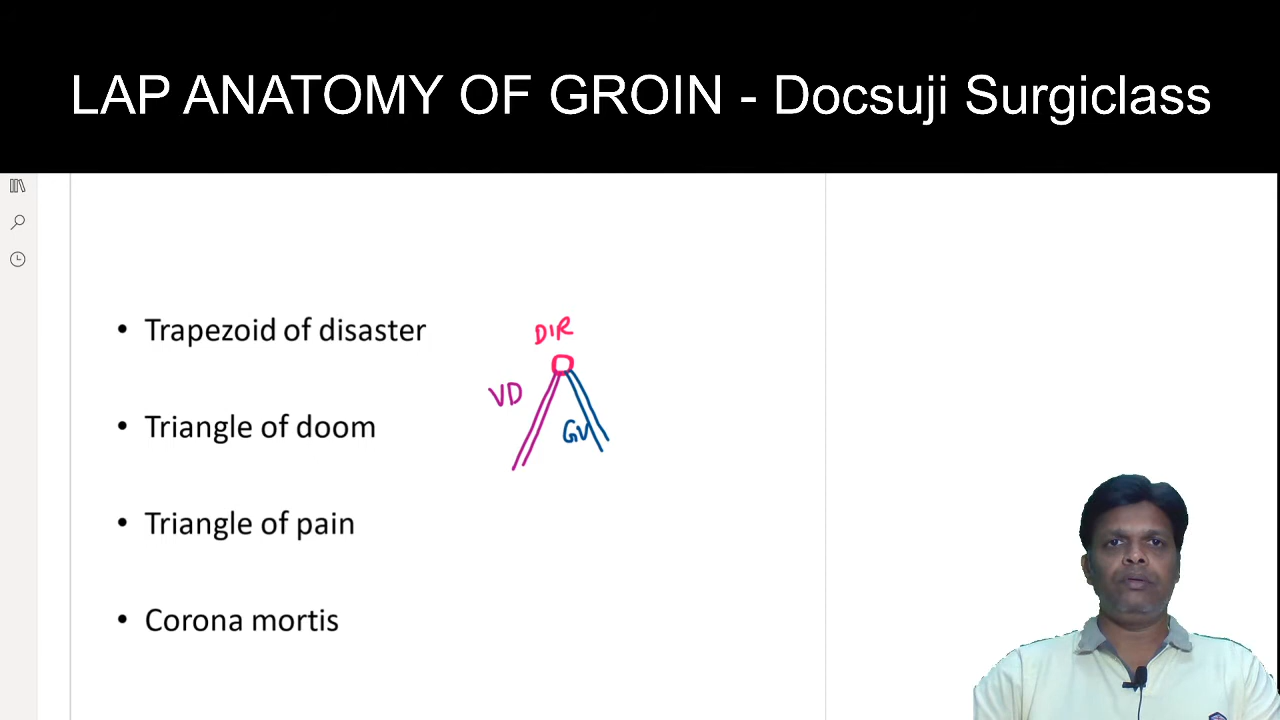 LAP ANATOMY OF GROIN - Docsuji Surgiclass
• Trapezoid of disaster
DIR
VD
• Triangle of doom
GV
• Triangle of pain
• Corona mortis